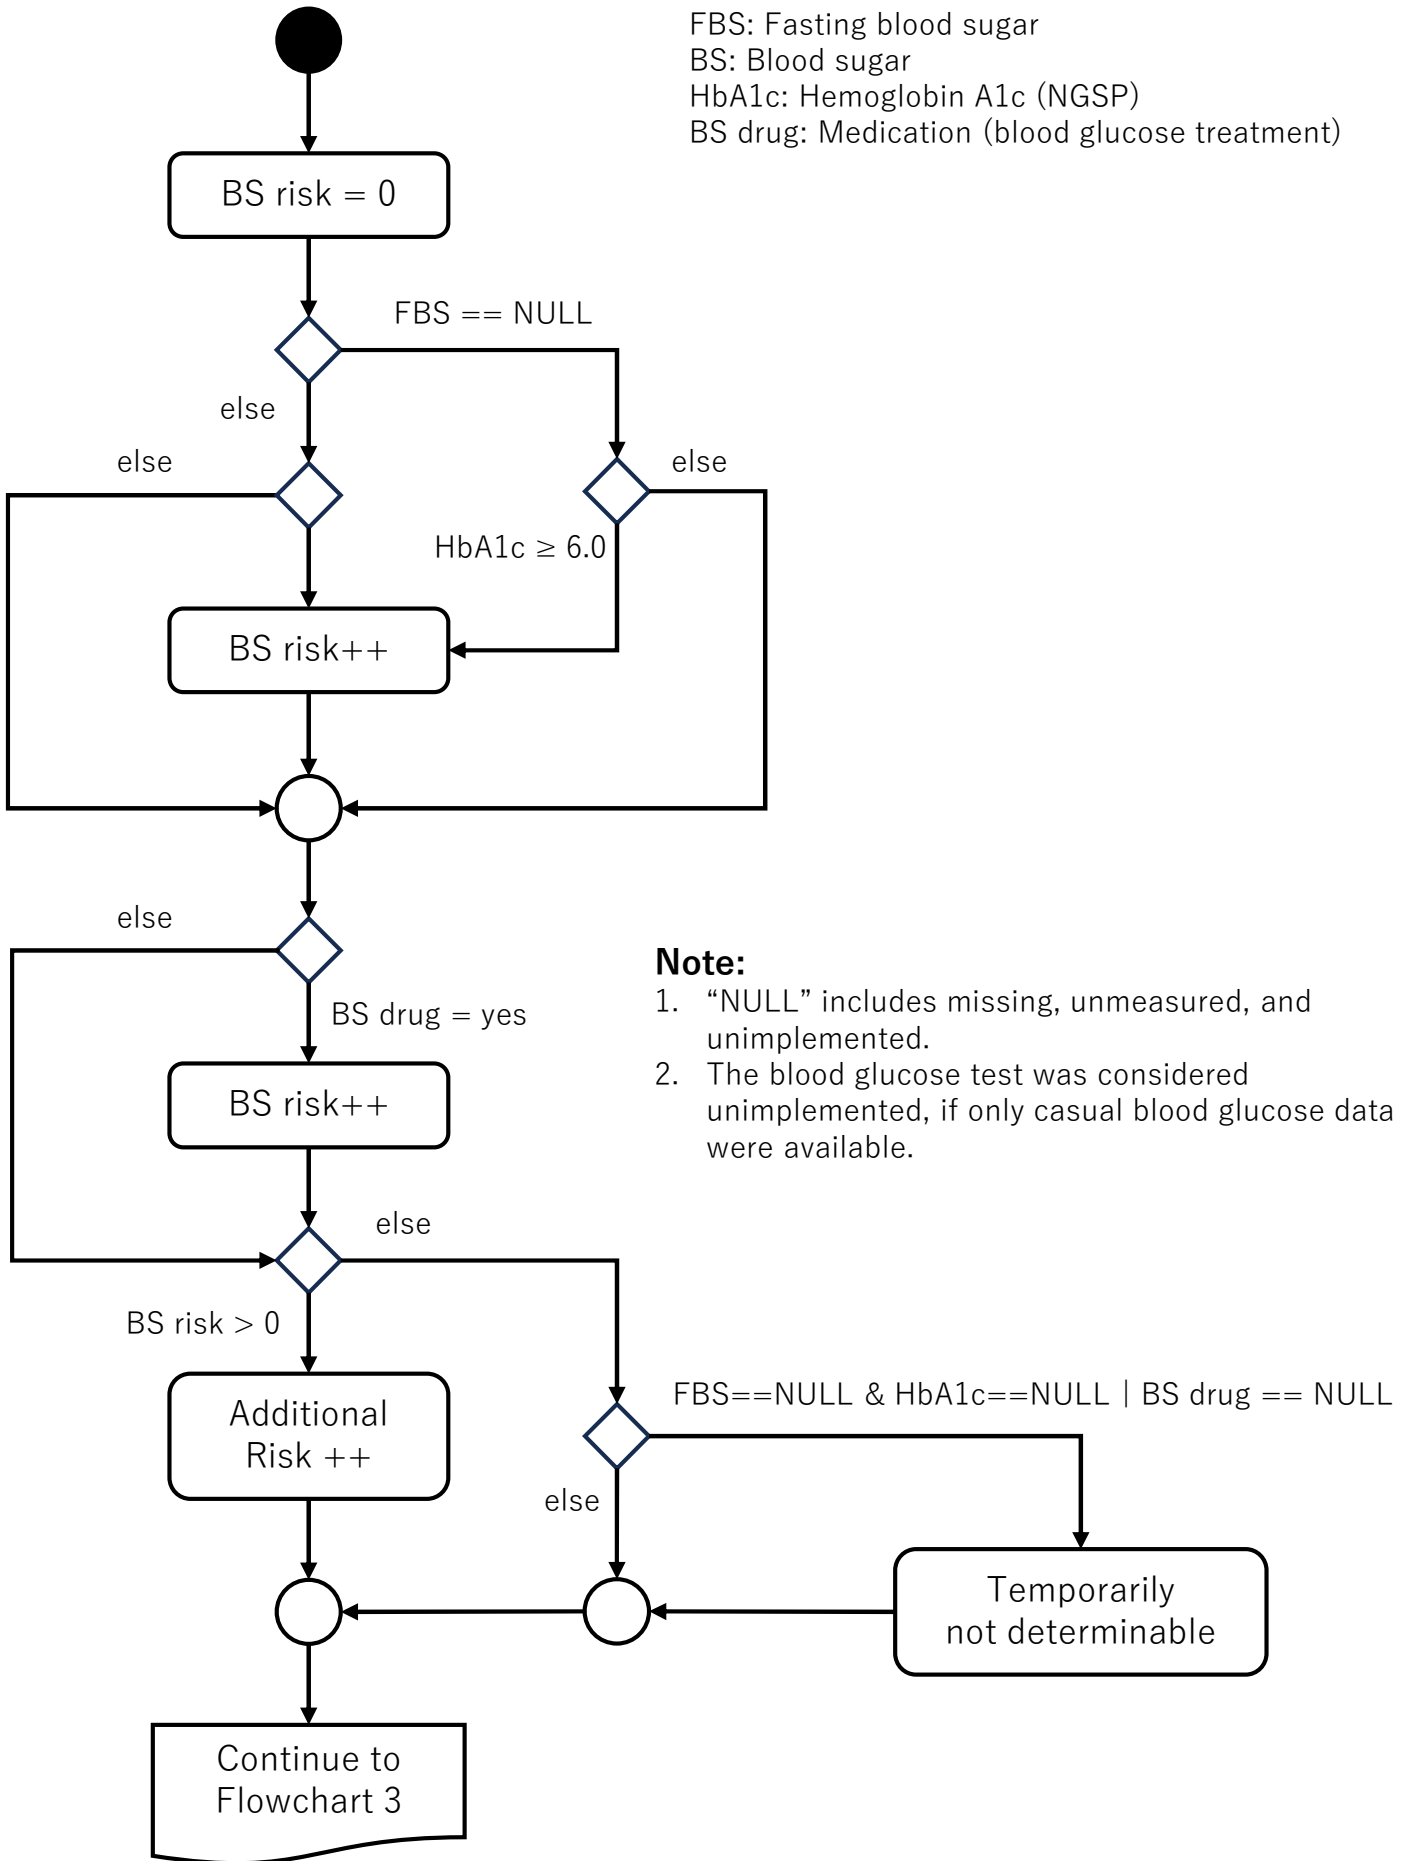 FBS: Fasting blood sugar
BS: Blood sugar
HbA1c: Hemoglobin A1c (NGSP)
BS drug: Medication (blood glucose treatment)
BS risk = 0
FBS == NULL
else
else
else
HbA1c ≥ 6.0
BS risk++
else
BS drug = yes
Note:
1. “NULL” includes missing, unmeasured, and
unimplemented.
2. The blood glucose test was considered
unimplemented, if only casual blood glucose data
were available.
BS risk++
else
BS risk > 0
FBS==NULL & HbA1c==NULL | BS drug == NULL
Additional
Risk ++
else
Temporarily
not determinable
Continue to
Flowchart 3